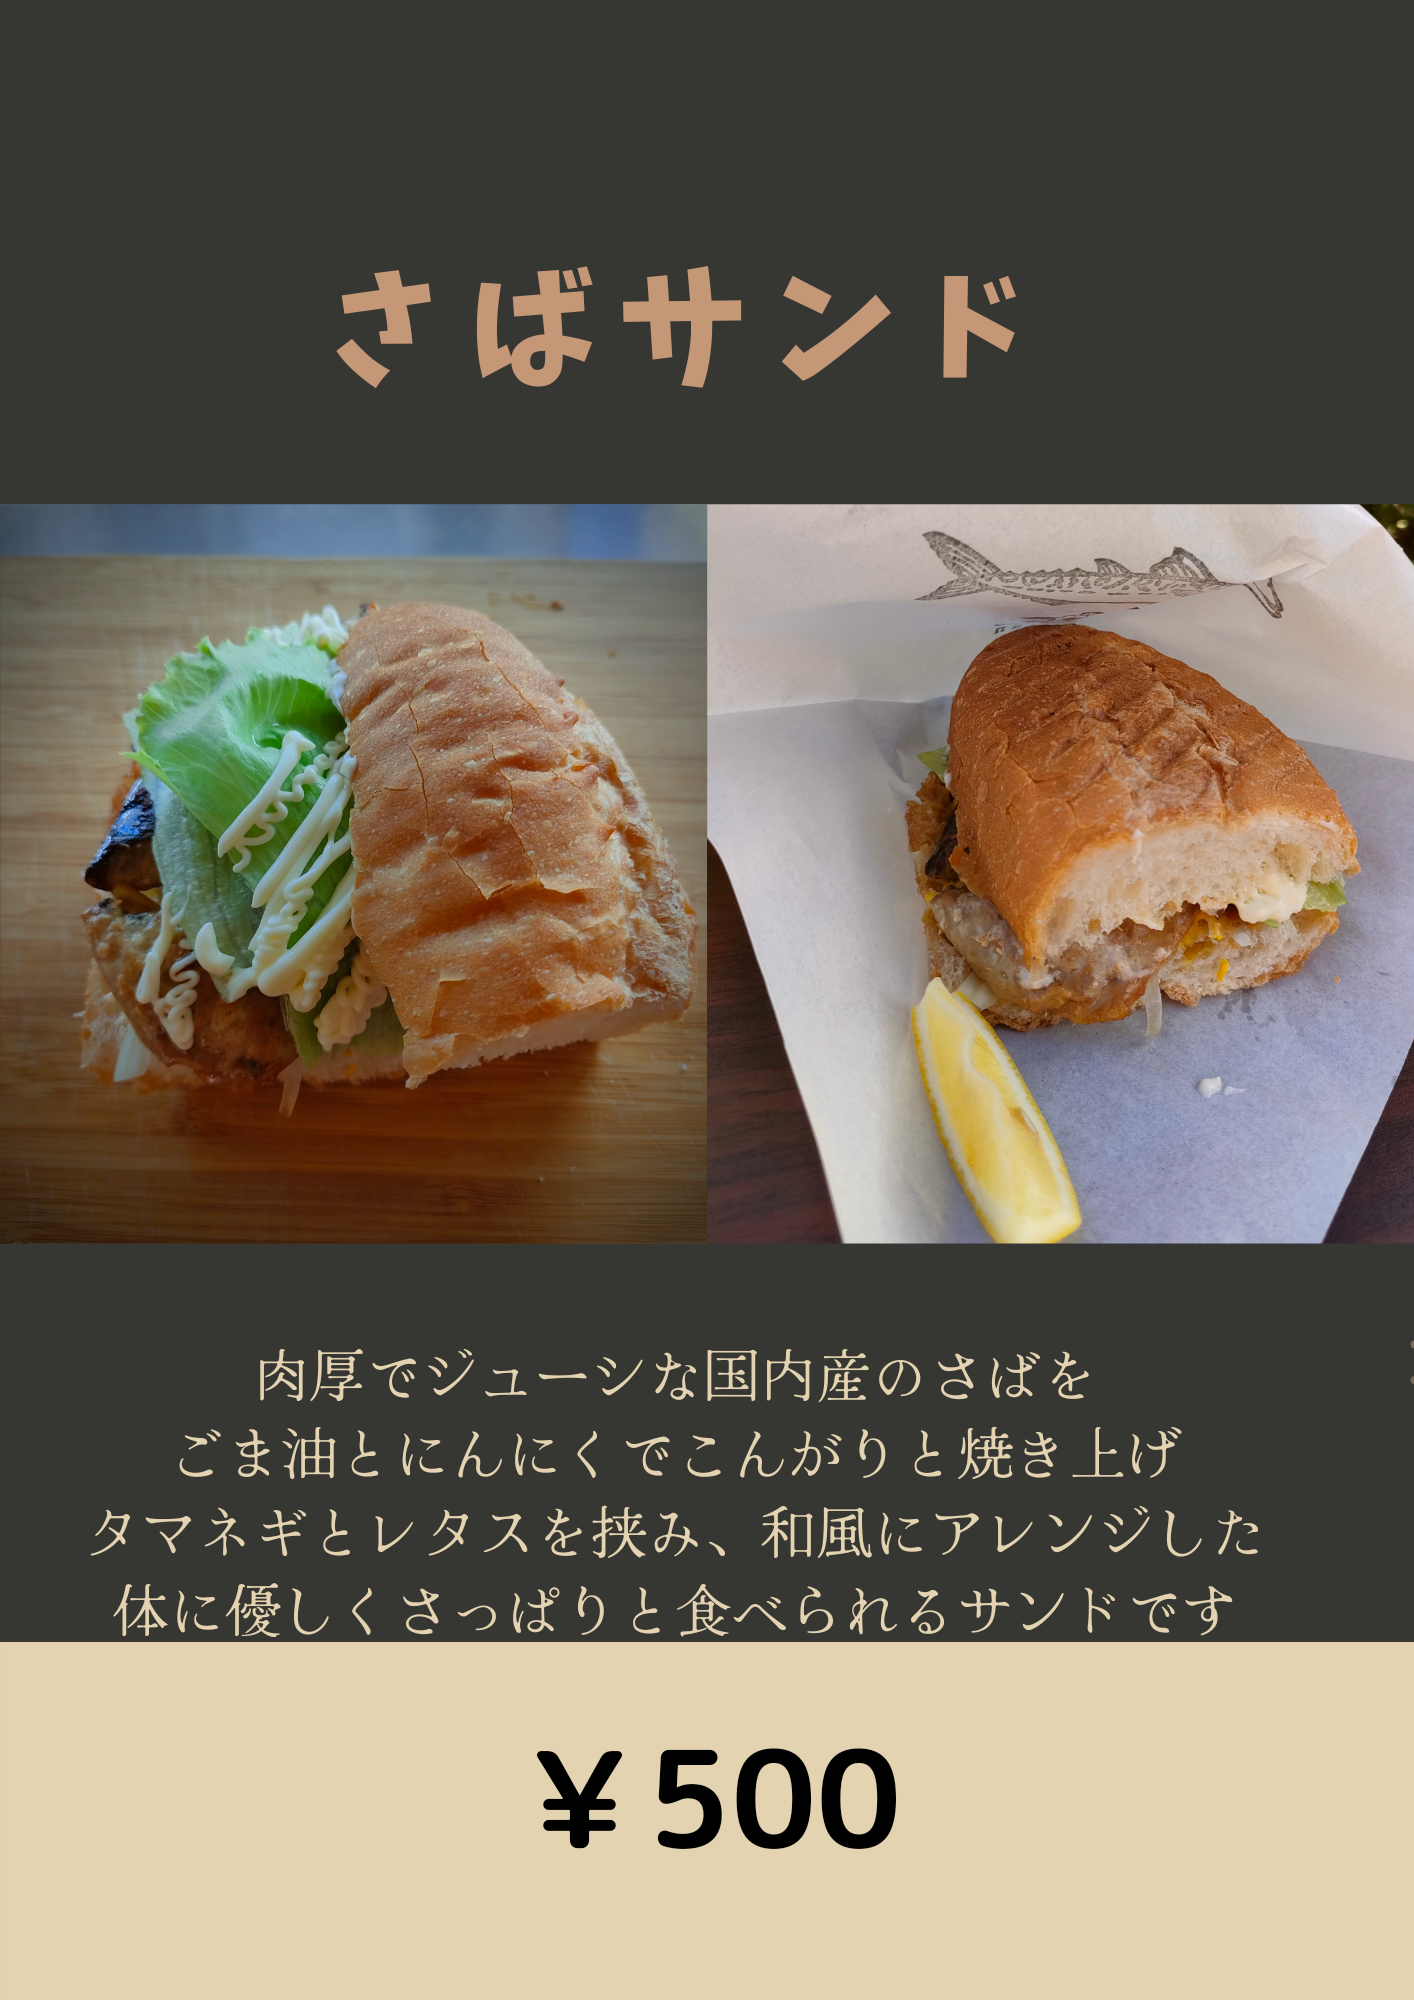 さばサンド
肉厚でジューシな国内産のさばを
ごま油とにんにくでこんがりと焼き上げ
タマネギとレタスを挟み、和風にアレンジした
体に優しくさっぱりと食べられるサンドです
¥500